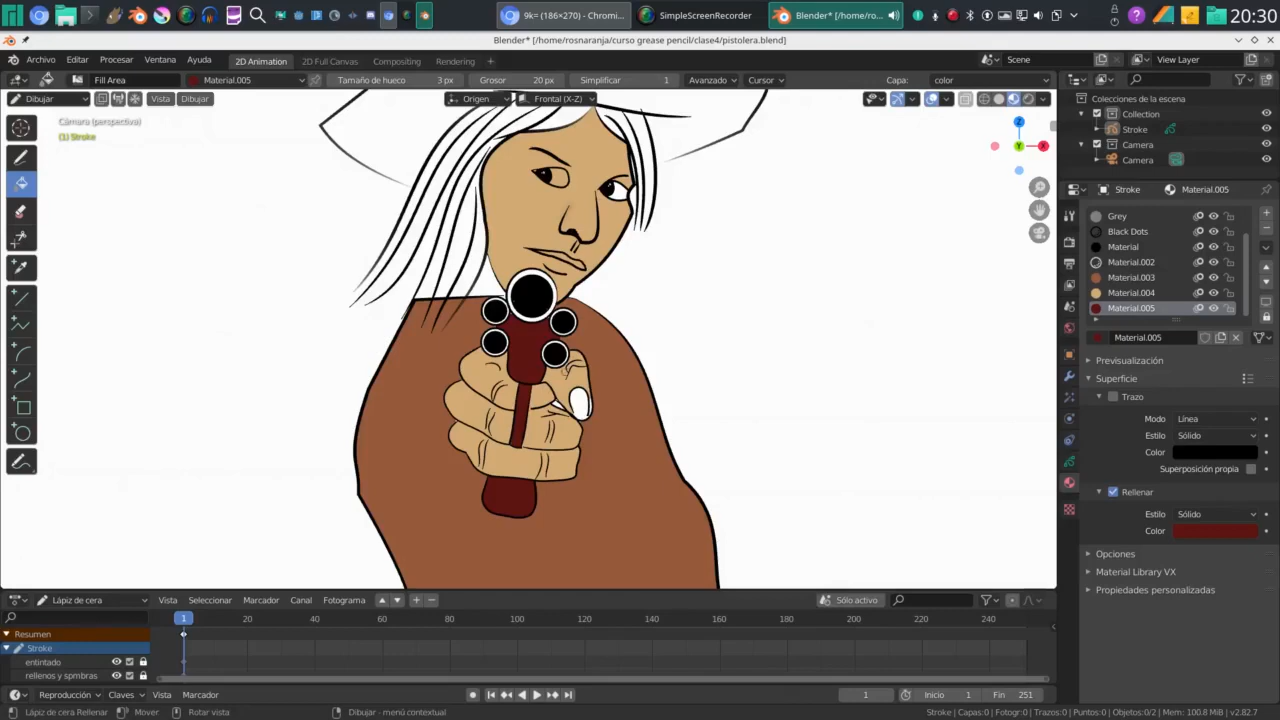 9k= (186×270) - Chromi...
SimpleScreenRecorder
Blender* [/home/ro...
20:30
Blender* [/home/rosnaranja/curso grease pencil/clase4/pistolera.blend]
Archivo Editar Procesar Ventana Ayuda
2D Animation 2D Full Canvas Compositing Rendering
Scene View Layer
Fill Area Material.005 Tamaño de hueco 3 px Grosor 20 px Simplificar 1 Avanzado Cursor Capa: color
Dibujar Vista Dibujar Origen Frontal (X-Z)
Cámara (perspectiva)
(1) Stroke
Z
Y
X
Colecciones de la escena
Collection
Stroke
Camera
Camera
Stroke Material.005
Grey
Black Dots
Material
Material.002
Material.003
Material.004
Material.005
Material.005
Previsualización
Superficie
Trazo
Modo Línea
Estilo Sólido
Color
Superposición propia
Rellenar
Estilo Sólido
Color
Opciones
Material Library VX
Propiedades personalizadas
Lápiz de cera Vista Seleccionar Marcador Canal Fotograma Sólo activo
1 20 40 60 80 100 120 140 160 180 200 220 240
Resumen
Stroke
entintado
rellenos y spmbras
Reproducción Claves Vista Marcador 1 Inicio 1 Fin 251
Lápiz de cera Rellenar Mover Rotar vista Dibujar - menú contextual
Stroke | Capas:0 | Fotogr:0 | Trazos:0 | Puntos:0 | Objetos:0/2 | Mem: 100.8 MiB | v2.82.7